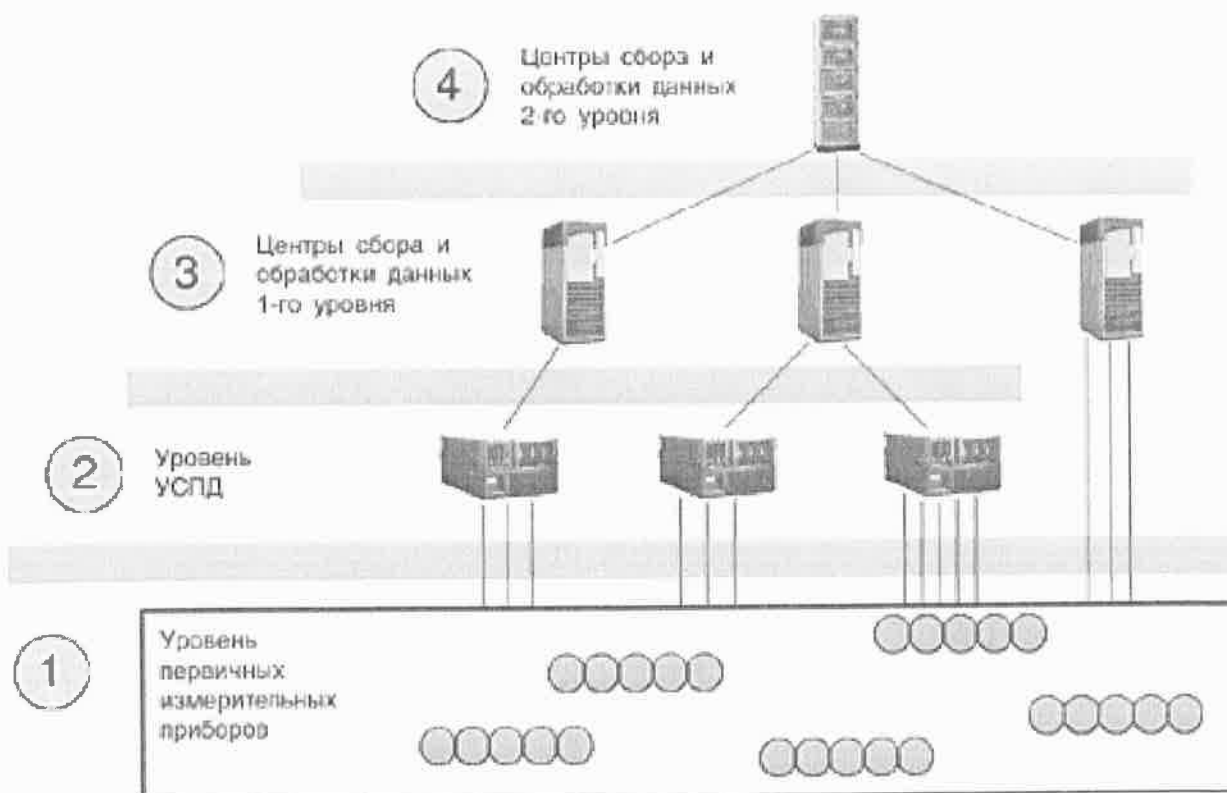 4
Центры сбора и
обработки данных
2-го уровня
3
Центры сбора и
обработки данных
1-го уровня
2
Уровень
УСПД
1
Уровень
первичных
измерительных
приборов